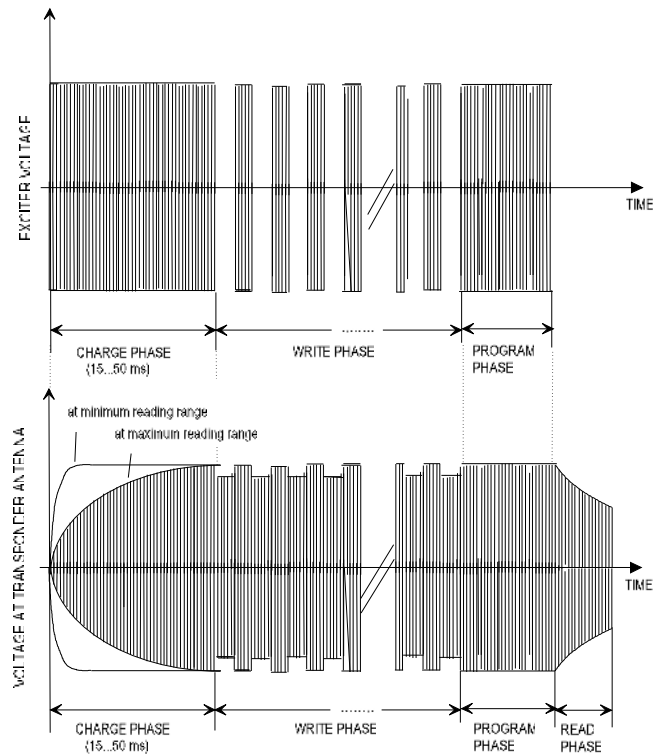 EXCITER VOLTAGE
TIME
CHARGE PHASE
(15...50 ms)
........
WRITE PHASE
PROGRAM
PHASE
at minimum reading range
at maximum reading range
VOLTAGE AT TRANSPONDER ANTENNA
TIME
CHARGE PHASE
(15...50 ms)
........
WRITE PHASE
PROGRAM
PHASE
READ
PHASE